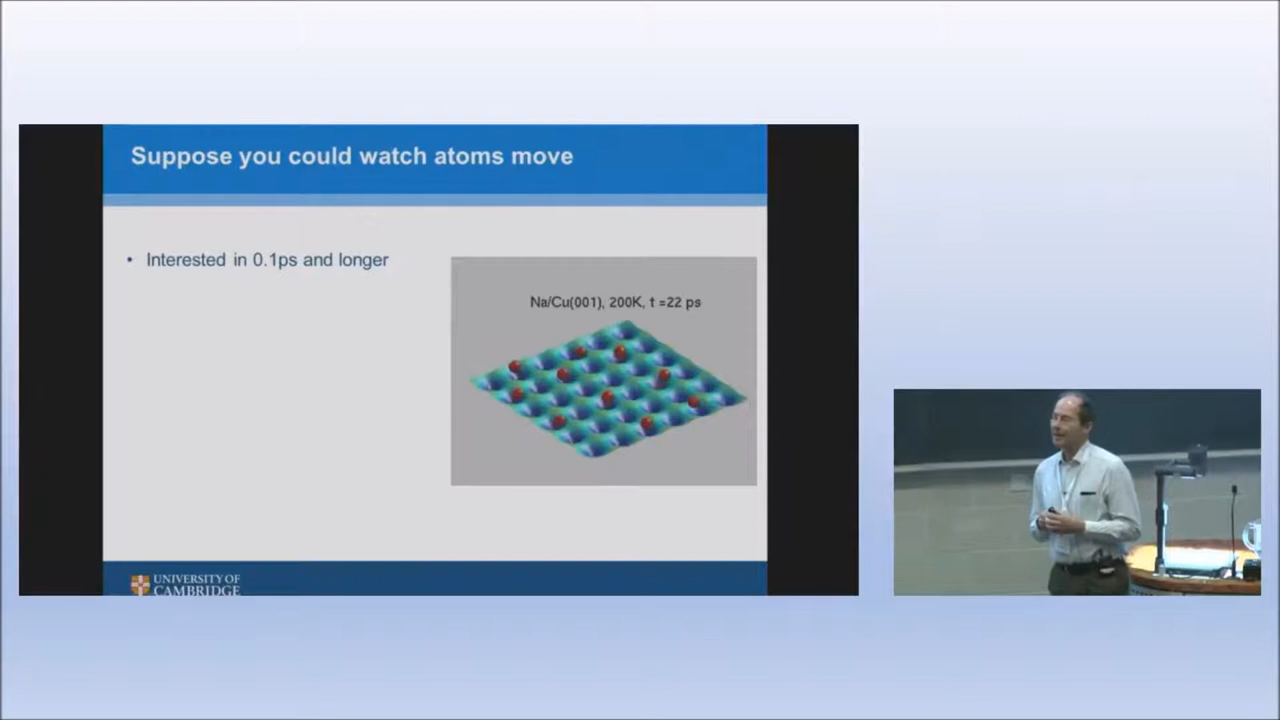 Suppose you could watch atoms move
• Interested in 0.1ps and longer
Na/Cu(001), 200K, t =22 ps
UNIVERSITY OF
CAMBRIDGE